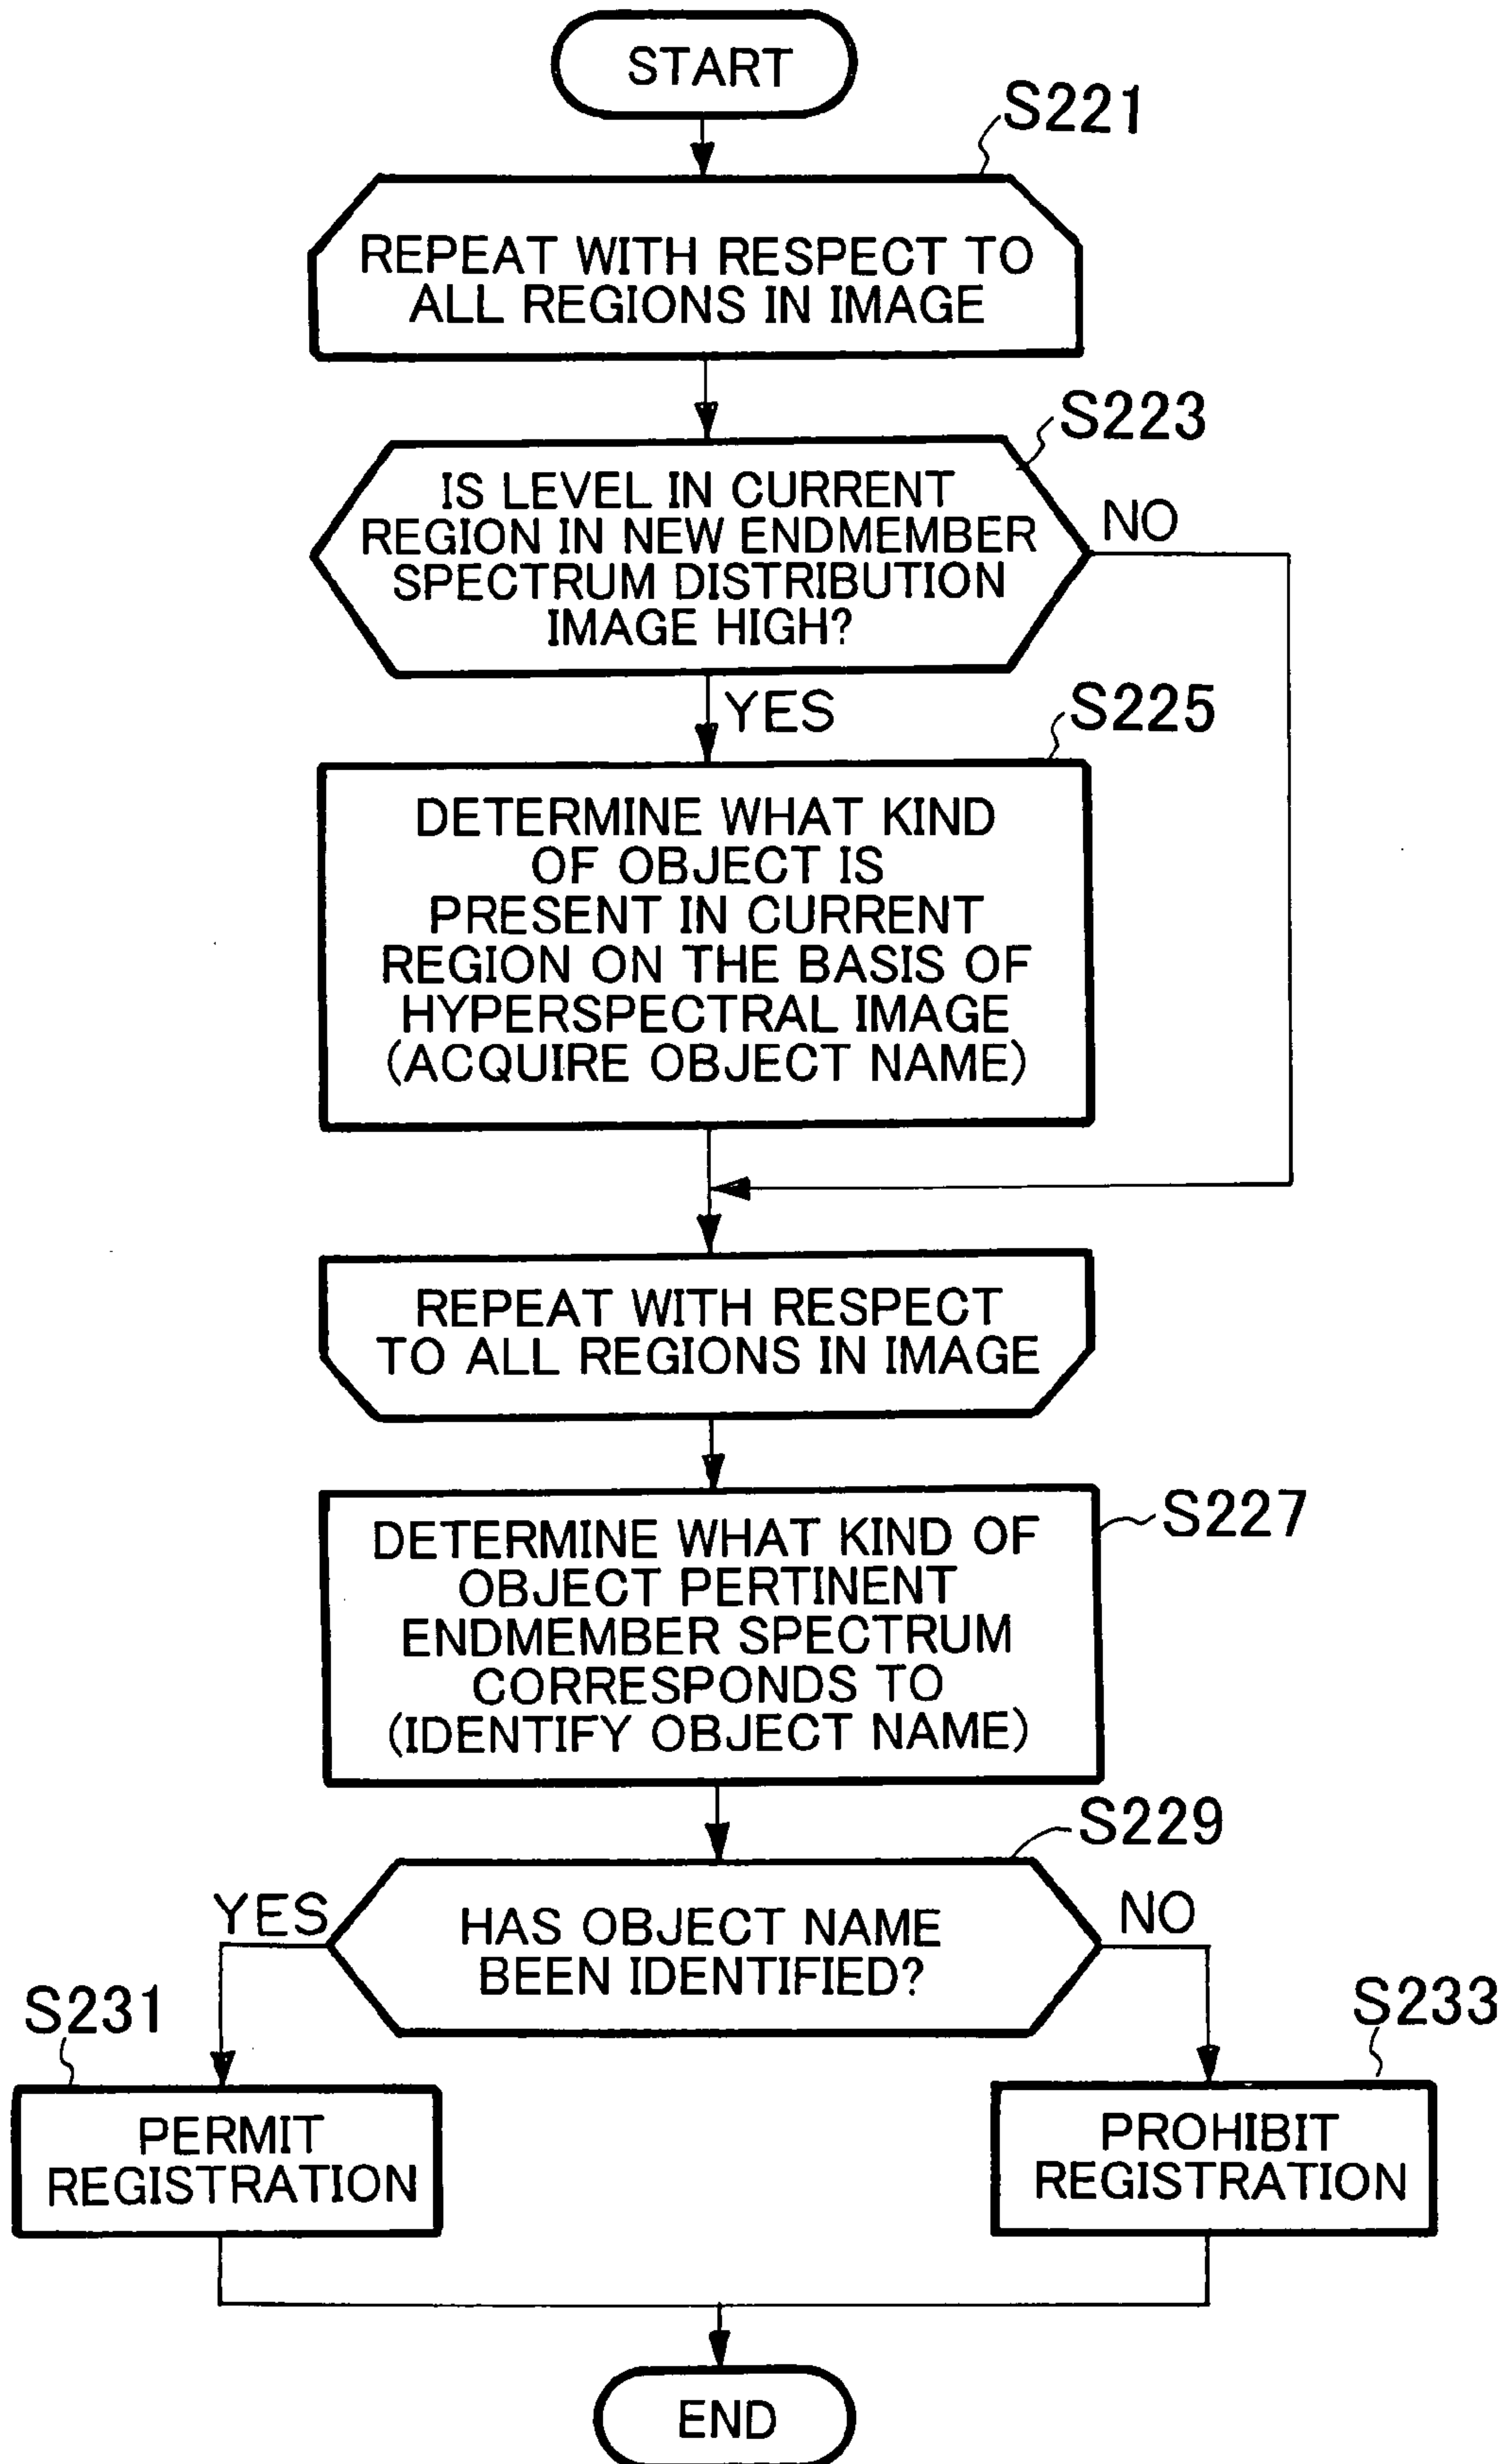 START
S221
REPEAT WITH RESPECT TO
ALL REGIONS IN IMAGE
S223
IS LEVEL IN CURRENT
REGION IN NEW ENDMEMBER
SPECTRUM DISTRIBUTION
IMAGE HIGH?
NO
YES
S225
DETERMINE WHAT KIND
OF OBJECT IS
PRESENT IN CURRENT
REGION ON THE BASIS OF
HYPERSPECTRAL IMAGE
(ACQUIRE OBJECT NAME)
REPEAT WITH RESPECT
TO ALL REGIONS IN IMAGE
S227
DETERMINE WHAT KIND OF
OBJECT PERTINENT
ENDMEMBER SPECTRUM
CORRESPONDS TO
(IDENTIFY OBJECT NAME)
S229
YES
HAS OBJECT NAME
BEEN IDENTIFIED?
NO
S231
PERMIT
REGISTRATION
S233
PROHIBIT
REGISTRATION
END